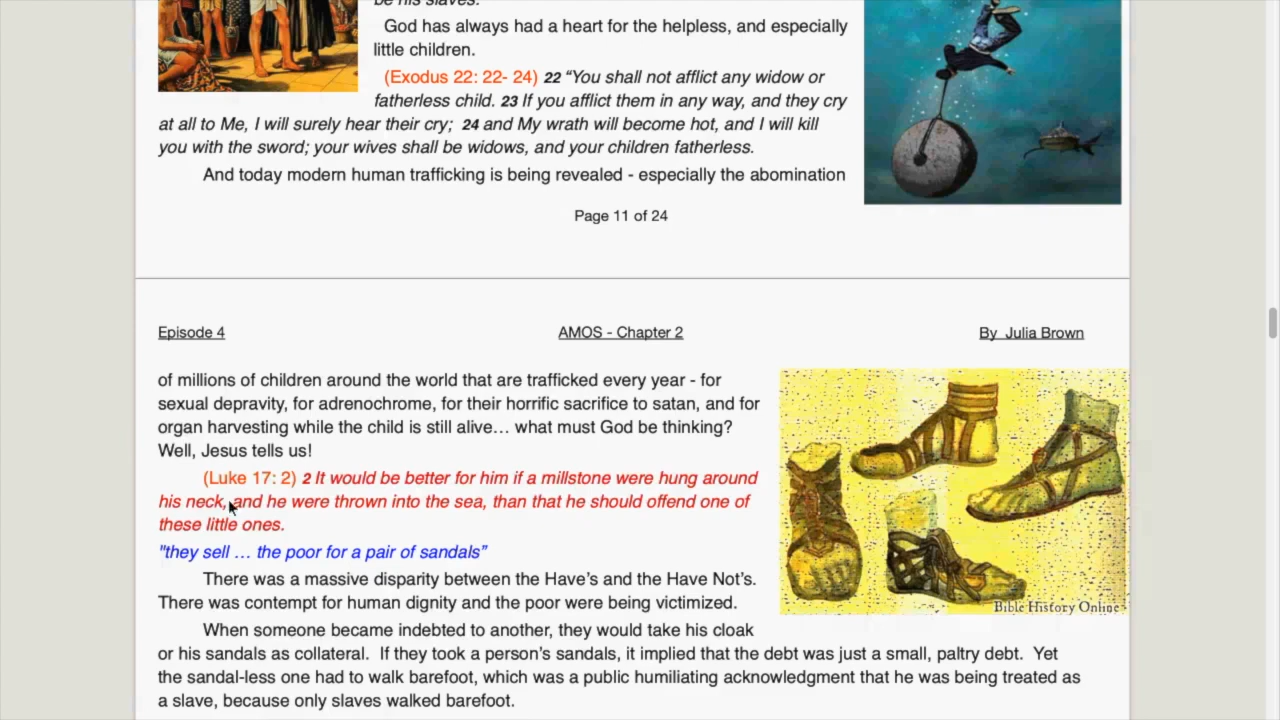 be his slaves.
God has always had a heart for the helpless, and especially
little children.
(Exodus 22: 22- 24) 22 “You shall not afflict any widow or
fatherless child. 23 If you afflict them in any way, and they cry
at all to Me, I will surely hear their cry; 24 and My wrath will become hot, and I will kill
you with the sword; your wives shall be widows, and your children fatherless.
And today modern human trafficking is being revealed - especially the abomination
Page 11 of 24
Episode 4 AMOS - Chapter 2 By Julia Brown
of millions of children around the world that are trafficked every year - for
sexual depravity, for adrenochrome, for their horrific sacrifice to satan, and for
organ harvesting while the child is still alive… what must God be thinking?
Well, Jesus tells us!
(Luke 17: 2) 2 It would be better for him if a millstone were hung around
his neck, and he were thrown into the sea, than that he should offend one of
these little ones.
"they sell … the poor for a pair of sandals”
There was a massive disparity between the Have’s and the Have Not’s.
There was contempt for human dignity and the poor were being victimized.
Bible History Online
When someone became indebted to another, they would take his cloak
or his sandals as collateral. If they took a person’s sandals, it implied that the debt was just a small, paltry debt. Yet
the sandal-less one had to walk barefoot, which was a public humiliating acknowledgment that he was being treated as
a slave, because only slaves walked barefoot.